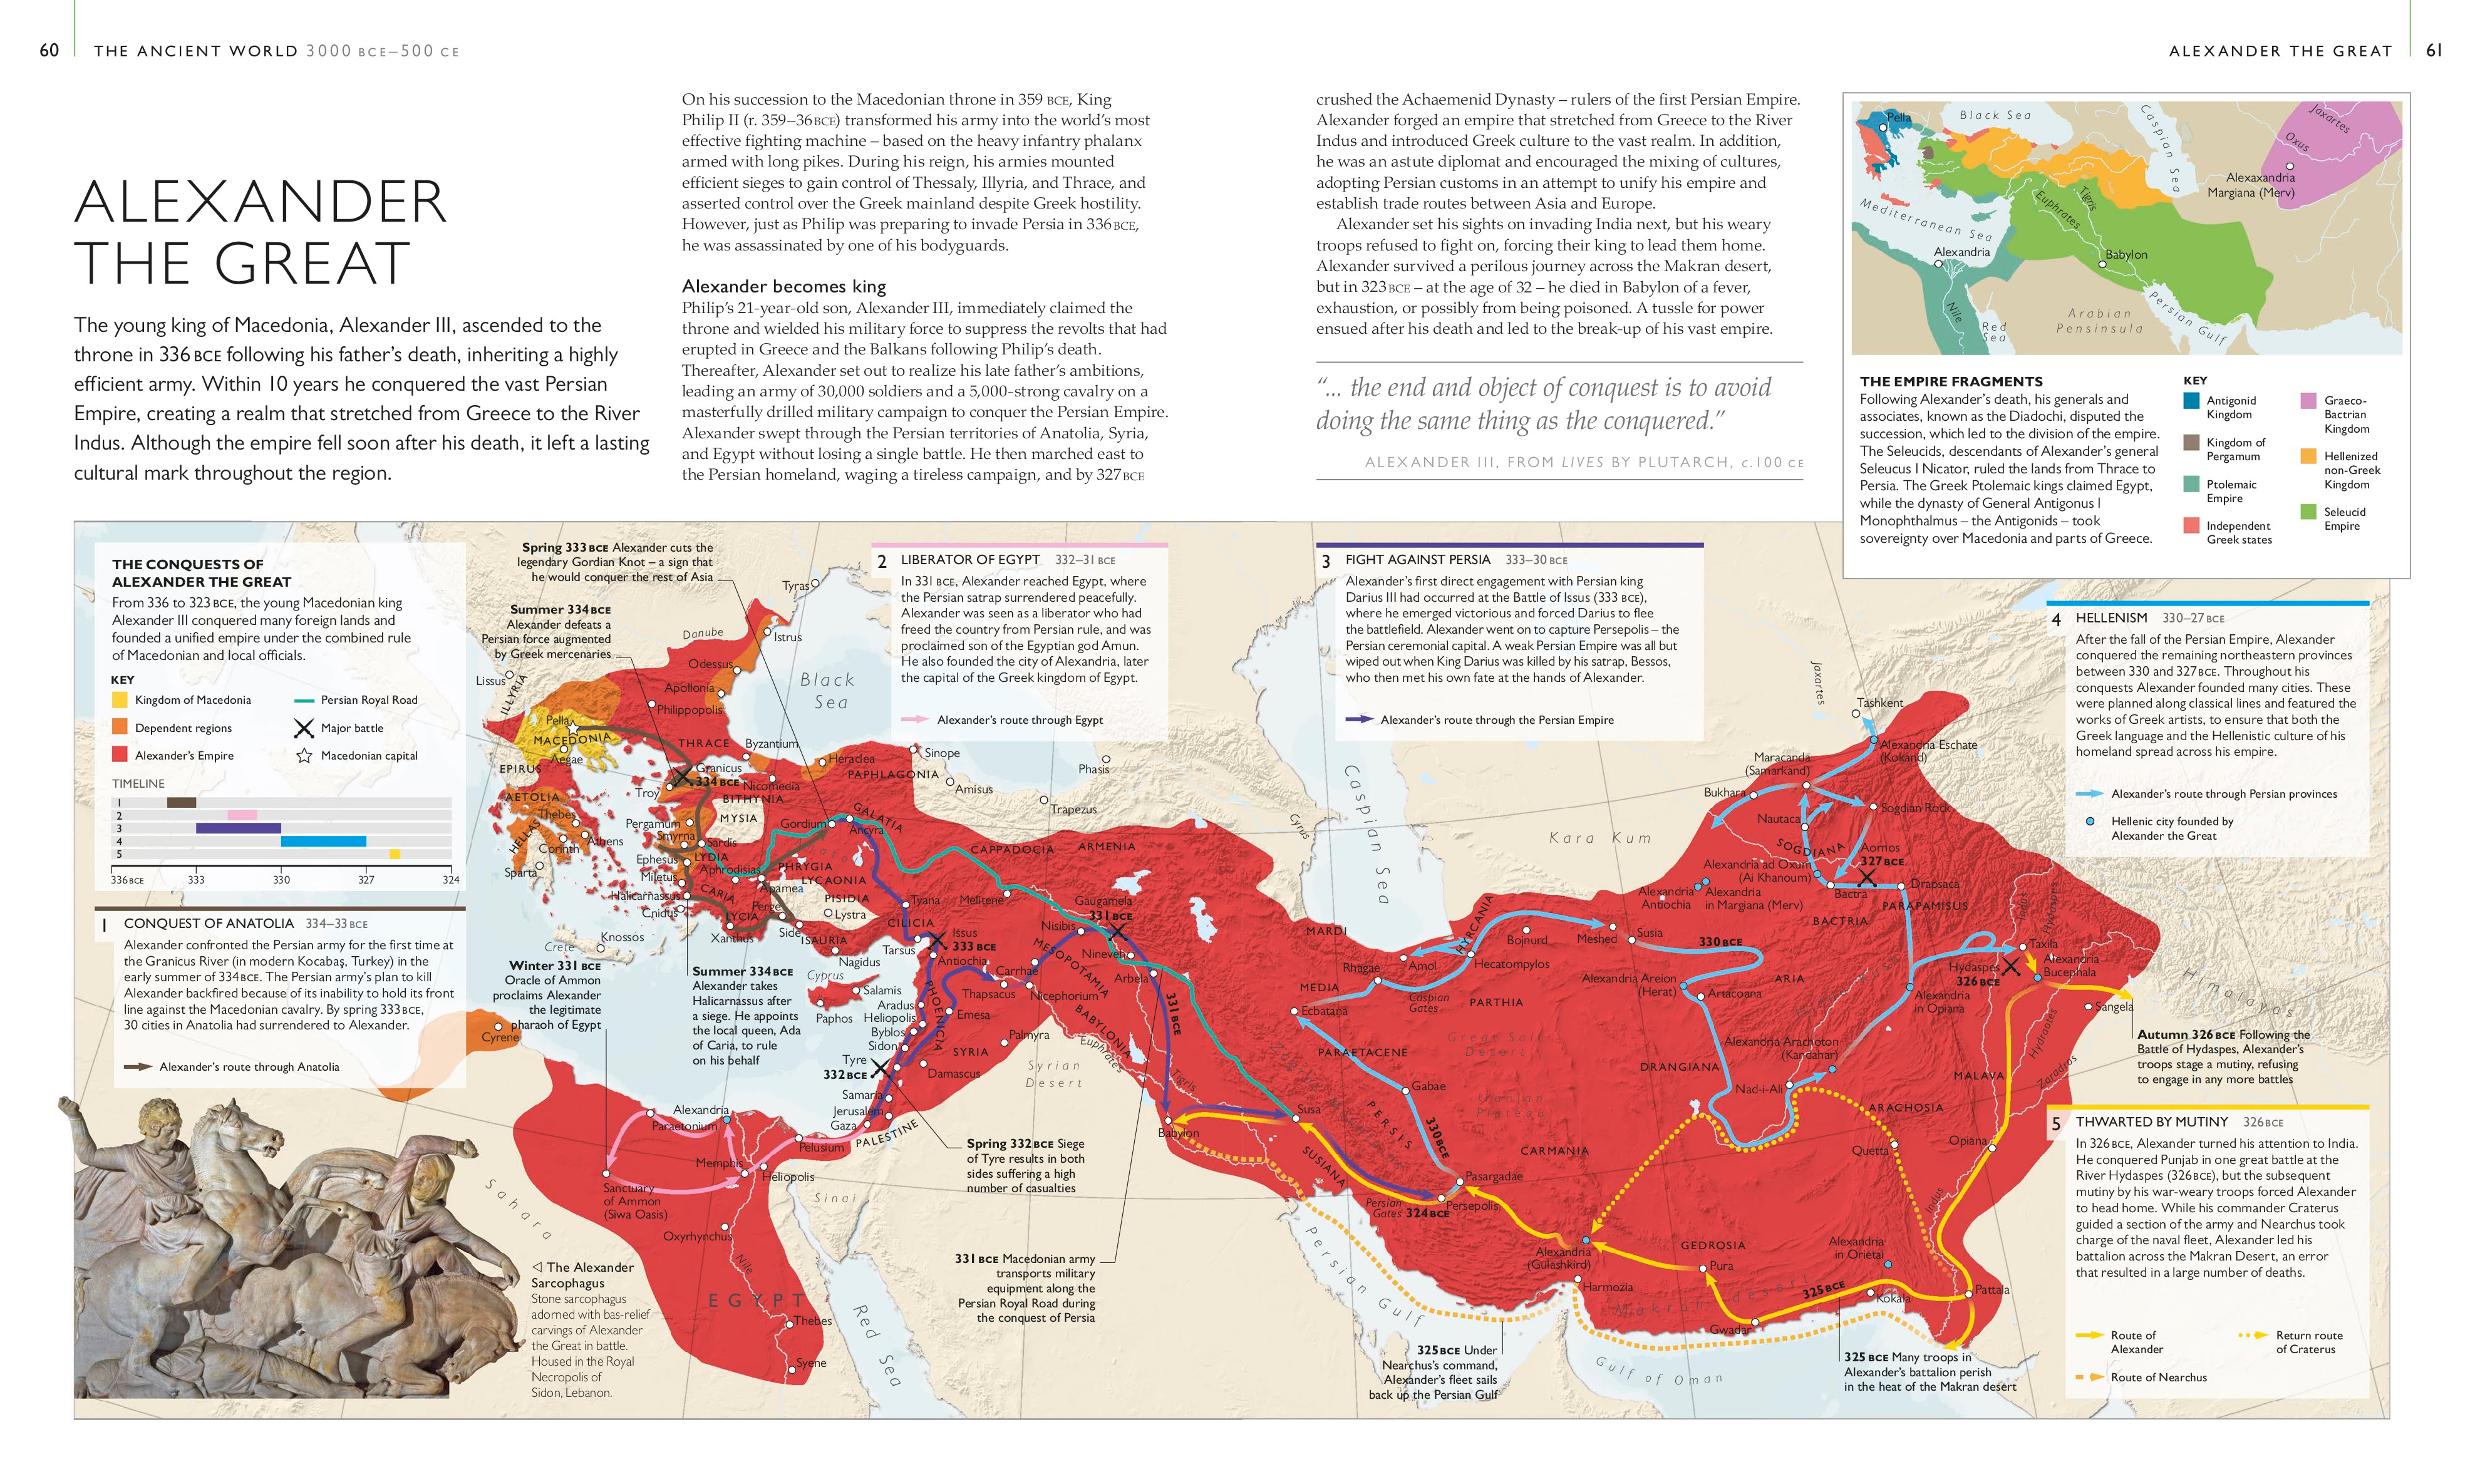 60
THE ANCIENT WORLD 3000 BCE–500 CE
ALEXANDER THE GREAT
61
ALEXANDER
THE GREAT
The young king of Macedonia, Alexander III, ascended to the
throne in 336 BCE following his father’s death, inheriting a highly
efficient army. Within 10 years he conquered the vast Persian
Empire, creating a realm that stretched from Greece to the River
Indus. Although the empire fell soon after his death, it left a lasting
cultural mark throughout the region.
On his succession to the Macedonian throne in 359 BCE, King
Philip II (r. 359–36 BCE) transformed his army into the world’s most
effective fighting machine – based on the heavy infantry phalanx
armed with long pikes. During his reign, his armies mounted
efficient sieges to gain control of Thessaly, Illyria, and Thrace, and
asserted control over the Greek mainland despite Greek hostility.
However, just as Philip was preparing to invade Persia in 336 BCE,
he was assassinated by one of his bodyguards.
Alexander becomes king
Philip’s 21-year-old son, Alexander III, immediately claimed the
throne and wielded his military force to suppress the revolts that had
erupted in Greece and the Balkans following Philip’s death.
Thereafter, Alexander set out to realize his late father’s ambitions,
leading an army of 30,000 soldiers and a 5,000-strong cavalry on a
masterfully drilled military campaign to conquer the Persian Empire.
Alexander swept through the Persian territories of Anatolia, Syria,
and Egypt without losing a single battle. He then marched east to
the Persian homeland, waging a tireless campaign, and by 327 BCE
crushed the Achaemenid Dynasty – rulers of the first Persian Empire.
Alexander forged an empire that stretched from Greece to the River
Indus and introduced Greek culture to the vast realm. In addition,
he was an astute diplomat and encouraged the mixing of cultures,
adopting Persian customs in an attempt to unify his empire and
establish trade routes between Asia and Europe.
Alexander set his sights on invading India next, but his weary
troops refused to fight on, forcing their king to lead them home.
Alexander survived a perilous journey across the Makran desert,
but in 323 BCE – at the age of 32 – he died in Babylon of a fever,
exhaustion, or possibly from being poisoned. A tussle for power
ensued after his death and led to the break-up of his vast empire.
“... the end and object of conquest is to avoid
doing the same thing as the conquered.”
ALEXANDER III, FROM LIVES BY PLUTARCH, c.100 CE
Pella
Black Sea
Caspian Sea
Jaxartes
Oxus
Alexaxandria
Margiana (Merv)
Mediterranean Sea
Euphrates
Tigris
Alexandria
Babylon
Nile
Red
Sea
Arabian
Pensinsula
Persian Gulf
THE EMPIRE FRAGMENTS
Following Alexander’s death, his generals and
associates, known as the Diadochi, disputed the
succession, which led to the division of the empire.
The Seleucids, descendants of Alexander’s general
Seleucus I Nicator, ruled the lands from Thrace to
Persia. The Greek Ptolemaic kings claimed Egypt,
while the dynasty of General Antigonus I
Monophthalmus – the Antigonids – took
sovereignty over Macedonia and parts of Greece.
KEY
Antigonid
Kingdom
Kingdom of
Pergamum
Ptolemaic
Empire
Independent
Greek states
Graeco-
Bactrian
Kingdom
Hellenized
non-Greek
Kingdom
Seleucid
Empire
THE CONQUESTS OF
ALEXANDER THE GREAT
From 336 to 323 BCE, the young Macedonian king
Alexander III conquered many foreign lands and
founded a unified empire under the combined rule
of Macedonian and local officials.
KEY
Kingdom of Macedonia
Dependent regions
Alexander’s Empire
Persian Royal Road
Major battle
Macedonian capital
TIMELINE
1
2
3
4
5
336 BCE 333 330 327 324
1 CONQUEST OF ANATOLIA 334–33 BCE
Alexander confronted the Persian army for the first time at
the Granicus River (in modern Kocabaş, Turkey) in the
early summer of 334 BCE. The Persian army’s plan to kill
Alexander backfired because of its inability to hold its front
line against the Macedonian cavalry. By spring 333 BCE,
30 cities in Anatolia had surrendered to Alexander.
Alexander’s route through Anatolia
2 LIBERATOR OF EGYPT 332–31 BCE
In 331 BCE, Alexander reached Egypt, where
the Persian satrap surrendered peacefully.
Alexander was seen as a liberator who had
freed the country from Persian rule, and was
proclaimed son of the Egyptian god Amun.
He also founded the city of Alexandria, later
the capital of the Greek kingdom of Egypt.
Alexander’s route through Egypt
3 FIGHT AGAINST PERSIA 333–30 BCE
Alexander’s first direct engagement with Persian king
Darius III had occurred at the Battle of Issus (333 BCE),
where he emerged victorious and forced Darius to flee
the battlefield. Alexander went on to capture Persepolis – the
Persian ceremonial capital. A weak Persian Empire was all but
wiped out when King Darius was killed by his satrap, Bessos,
who then met his own fate at the hands of Alexander.
Alexander’s route through the Persian Empire
4 HELLENISM 330–27 BCE
After the fall of the Persian Empire, Alexander
conquered the remaining northeastern provinces
between 330 and 327 BCE. Throughout his
conquests Alexander founded many cities. These
were planned along classical lines and featured the
works of Greek artists, to ensure that both the
Greek language and the Hellenistic culture of his
homeland spread across his empire.
Alexander’s route through Persian provinces
Hellenic city founded by
Alexander the Great
5 THWARTED BY MUTINY 326 BCE
In 326 BCE, Alexander turned his attention to India.
He conquered Punjab in one great battle at the
River Hydaspes (326 BCE), but the subsequent
mutiny by his war-weary troops forced Alexander
to head home. While his commander Craterus
guided a section of the army and Nearchus took
charge of the naval fleet, Alexander led his
battalion across the Makran Desert, an error
that resulted in a large number of deaths.
Route of
Alexander
Return route
of Craterus
Route of Nearchus
Spring 333 BCE Alexander cuts the
legendary Gordian Knot – a sign that
he would conquer the rest of Asia
Summer 334 BCE
Alexander defeats a
Persian force augmented
by Greek mercenaries
Winter 331 BCE
Oracle of Ammon
proclaims Alexander
the legitimate
pharaoh of Egypt
Summer 334 BCE
Alexander takes
Halicarnassus after
a siege. He appoints
the local queen, Ada
of Caria, to rule
on his behalf
Spring 332 BCE Siege
of Tyre results in both
sides suffering a high
number of casualties
331 BCE Macedonian army
transports military
equipment along the
Persian Royal Road during
the conquest of Persia
325 BCE Under
Nearchus’s command,
Alexander’s fleet sails
back up the Persian Gulf
325 BCE Many troops in
Alexander’s battalion perish
in the heat of the Makran desert
Autumn 326 BCE Following the
Battle of Hydaspes, Alexander’s
troops stage a mutiny, refusing
to engage in any more battles
◁ The Alexander
Sarcophagus
Stone sarcophagus
adorned with bas-relief
carvings of Alexander
the Great in battle.
Housed in the Royal
Necropolis of
Sidon, Lebanon.
Tyras
Istrus
Danube
Odessus
Lissus
ILLYRIA
Apollonia
Philippopolis
Black
Sea
Pella
MACEDONIA
Aegae
EPIRUS
THRACE
Byzantium
Granicus
334 BCE
Troy
Nicomedia
BITHYNIA
Heraclea
PAPHLAGONIA
Sinope
Amisus
Phasis
Trapezus
AETOLIA
Thebes
HELLAS
Corinth
Athens
Sparta
Pergamum
MYSIA
Smyrna
Sardis
Ephesus
LYDIA
Miletus
Aphrodisias
Halicarnassus
CARIA
Cnidus
LYCIA
Xanthus
Perge
Side
Apamea
PHRYGIA
LYCAONIA
PISIDIA
Lystra
ISAURIA
Gordium
Ancyra
GALATIA
CAPPADOCIA
ARMENIA
Tyana
Melitene
CILICIA
Tarsus
Nagidus
Issus
333 BCE
Antiochia
Crete
Knossos
Cyprus
Salamis
Paphos
Aradus
Heliopolis
Byblos
Sidon
PHOENICIA
Emesa
SYRIA
Palmyra
Tyre
332 BCE
Damascus
Syrian
Desert
Samaria
Jerusalem
Gaza
PALESTINE
Cyrene
Alexandria
Paraetonium
Pelusium
Memphis
Heliopolis
Sinai
Sanctuary
of Ammon
(Siwa Oasis)
Sahara
Oxyrhynchus
Nile
EGYPT
Thebes
Syene
Red Sea
Gaugamela
331 BCE
Nisibis
MESOPOTAMIA
Nineveh
Arbela
Carrhae
Thapsacus
Nicephorium
BABYLONIA
Euphrates
331 BCE
Tigris
Babylon
Susa
SUSIANA
Cyrus
Caspian Sea
Kara Kum
MARDI
Rhagae
Amol
HYRCANIA
Bojnurd
Hecatompylos
Meshed
Susia
MEDIA
Caspian
Gates
PARTHIA
Ecbatana
Great Salt
Desert
PARAETACENE
Gabae
Iranian
Plateau
PERSIS
330 BCE
CARMANIA
Pasargadae
Persepolis
Persian
Gates 324 BCE
Persian Gulf
330 BCE
ARIA
Alexandria Areion
(Herat)
Artacoana
DRANGIANA
Alexandria
Antiochia
Alexandria
in Margiana (Merv)
Jaxartes
Tashkent
Alexandria Eschate
(Kokand)
Maracanda
(Samarkand)
Bukhara
Sogdian Rock
Nautaca
SOGDIANA
Aornos
327 BCE
Alexandria ad Oxum
(Ai Khanoum)
Bactra
Drapsaca
PARAPAMISUS
BACTRIA
Indus
Hydaspes
Taxila
Alexandria
Bucephala
Hydaspes
326 BCE
Sangela
Himalayas
Alexandria
in Opiana
Alexandria Arachoton
(Kandahar)
Nad-i-Ali
ARACHOSIA
Hydraotes
Zaradros
MALAVA
Opiana
Quetta
Indus
Alexandria
(Gulashkird)
Harmozia
GEDROSIA
Pura
Alexandria
in Orietai
Makran desert
325 BCE
Kokala
Pattala
Gwadar
Gulf of Oman